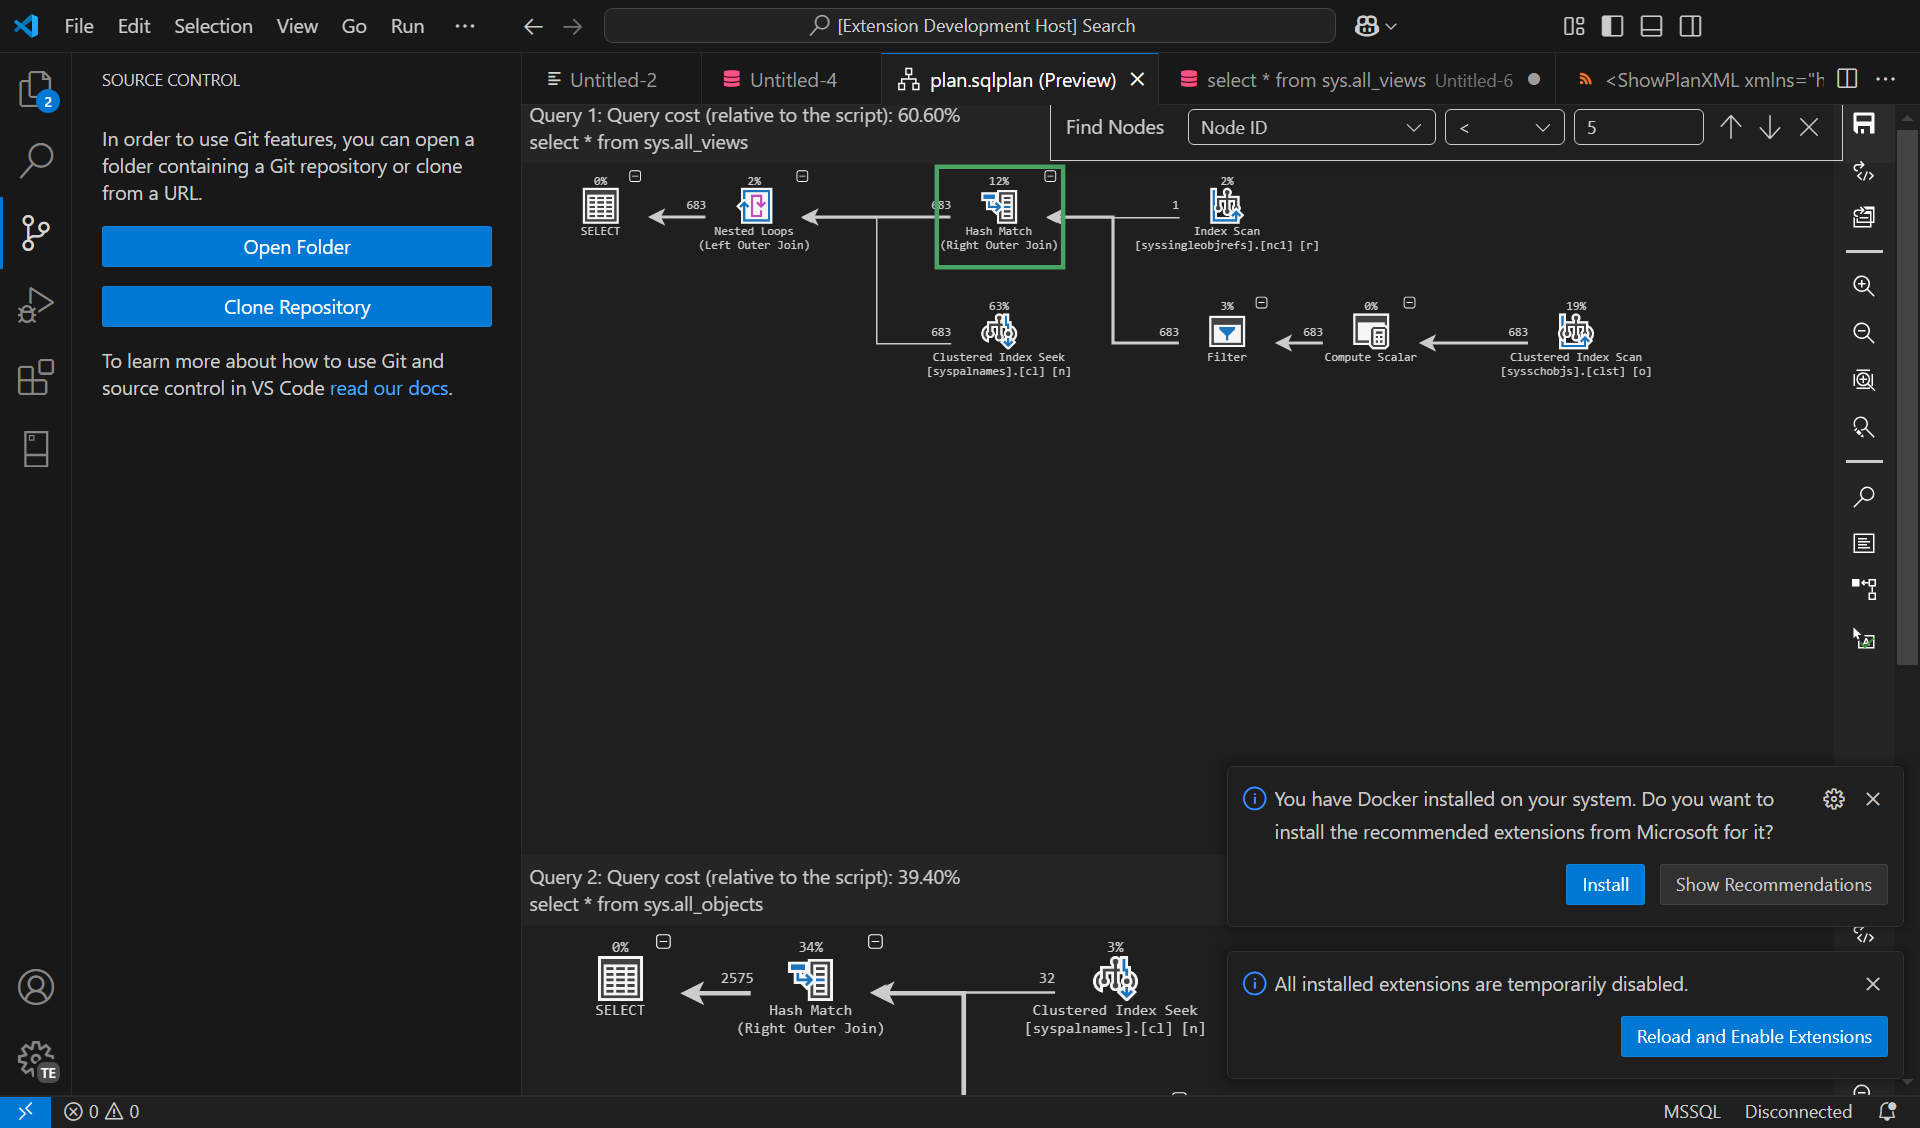 File Edit Selection View Go Run ···
[Extension Development Host] Search
SOURCE CONTROL
2
In order to use Git features, you can open a
folder containing a Git repository or clone
from a URL.
Open Folder
Clone Repository
To learn more about how to use Git and
source control in VS Code read our docs.
Untitled-2
Untitled-4
plan.sqlplan (Preview)
select * from sys.all_views Untitled-6
<ShowPlanXML xmlns="h
Query 1: Query cost (relative to the script): 60.60%
select * from sys.all_views
Find Nodes
Node ID
<
5
0%
SELECT
683
2%
Nested Loops
(Left Outer Join)
683
12%
Hash Match
(Right Outer Join)
1
2%
Index Scan
[syssingleobjrefs].[nc1] [r]
683
63%
Clustered Index Seek
[syspalnames].[cl] [n]
683
3%
Filter
683
0%
Compute Scalar
683
19%
Clustered Index Scan
[sysschobjs].[clst] [o]
Query 2: Query cost (relative to the script): 39.40%
select * from sys.all_objects
0%
SELECT
2575
34%
Hash Match
(Right Outer Join)
32
3%
Clustered Index Seek
[syspalnames].[cl] [n]
You have Docker installed on your system. Do you want to
install the recommended extensions from Microsoft for it?
Install
Show Recommendations
All installed extensions are temporarily disabled.
Reload and Enable Extensions
TE
0 0
MSSQL
Disconnected